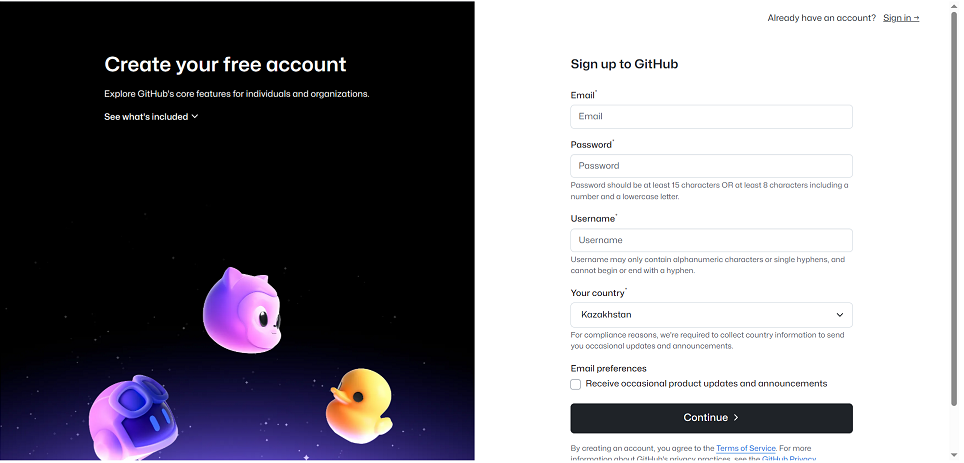 Already have an account? Sign in →
Create your free account
Explore GitHub's core features for individuals and organizations.
See what's included
Sign up to GitHub
Email*
Email
Password*
Password
Password should be at least 15 characters OR at least 8 characters including a
number and a lowercase letter.
Username*
Username
Username may only contain alphanumeric characters or single hyphens, and
cannot begin or end with a hyphen.
Your country*
Kazakhstan
For compliance reasons, we're required to collect country information to send
you occasional updates and announcements.
Email preferences
Receive occasional product updates and announcements
Continue
By creating an account, you agree to the Terms of Service. For more
information about GitHub's privacy practices, see the GitHub Privacy